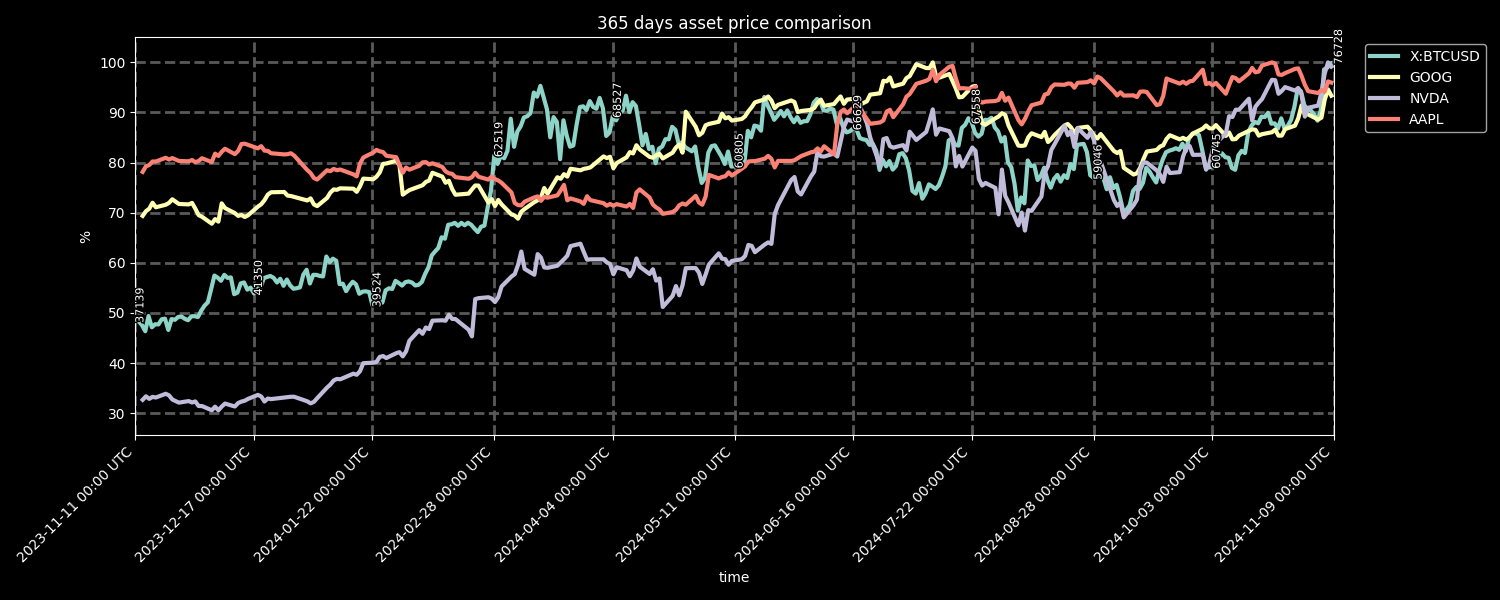 365 days asset price comparison
X:BTCUSD
GOOG
NVDA
AAPL
%
100
90
80
70
60
50
40
30
37139
41350
39524
62519
68527
60805
66629
67558
59046
60745
76728
2023-11-11 00:00 UTC
2023-12-17 00:00 UTC
2024-01-22 00:00 UTC
2024-02-28 00:00 UTC
2024-04-04 00:00 UTC
2024-05-11 00:00 UTC
2024-06-16 00:00 UTC
2024-07-22 00:00 UTC
2024-08-28 00:00 UTC
2024-10-03 00:00 UTC
2024-11-09 00:00 UTC
time